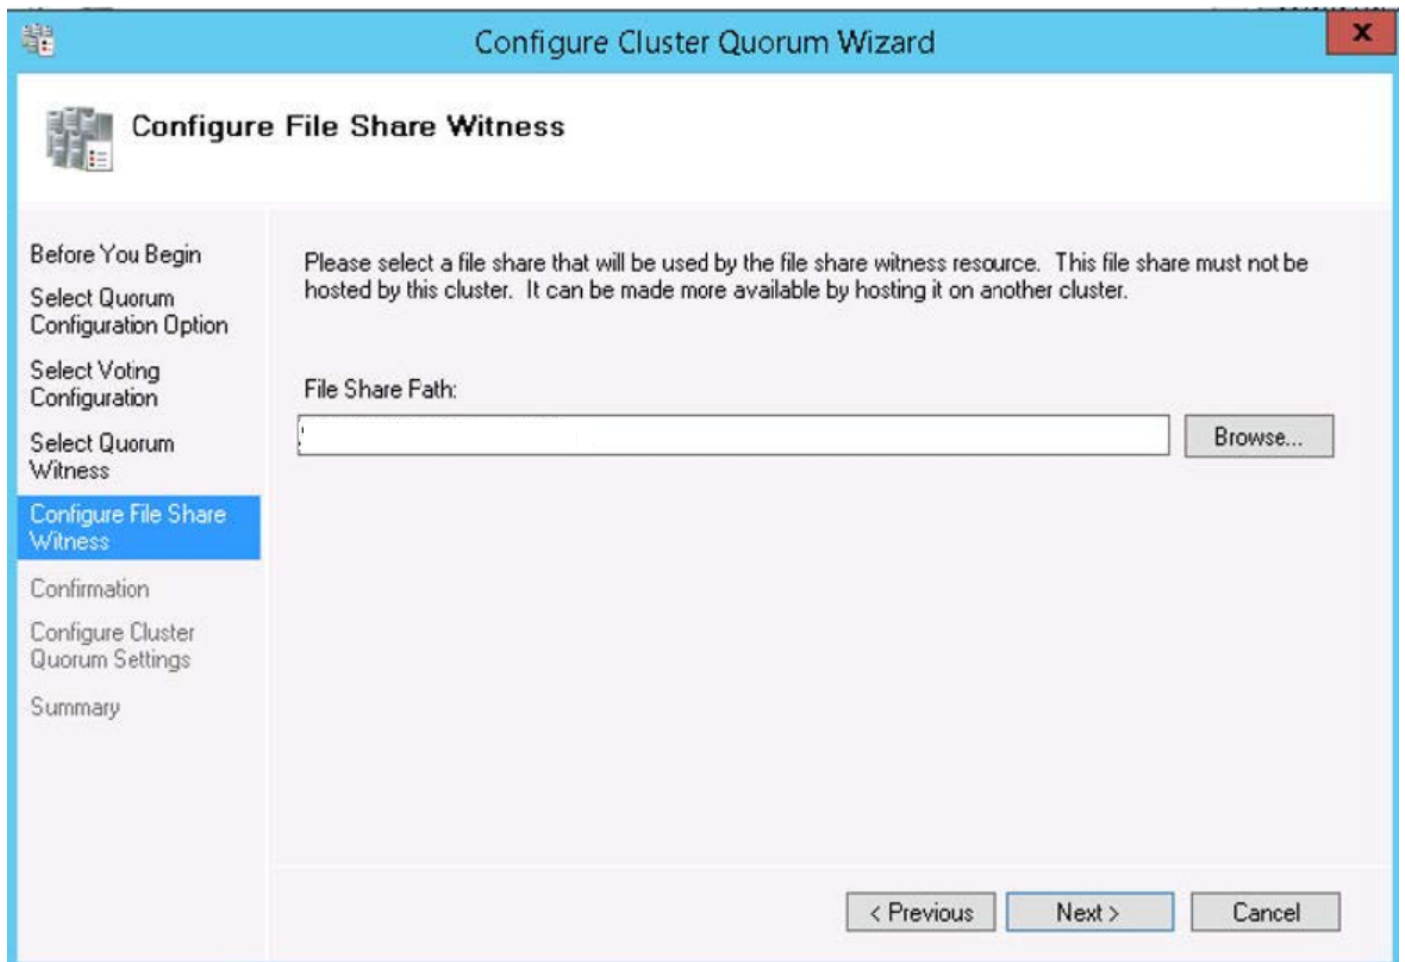 Configure Cluster Quorum Wizard
x
Configure File Share Witness
Before You Begin
Select Quorum
Configuration Option
Select Voting
Configuration
Select Quorum
Witness
Configure File Share
Witness
Confirmation
Configure Cluster
Quorum Settings
Summary
Please select a file share that will be used by the file share witness resource.  This file share must not be
hosted by this cluster.  It can be made more available by hosting it on another cluster.
File Share Path:
Browse...
< Previous
Next >
Cancel